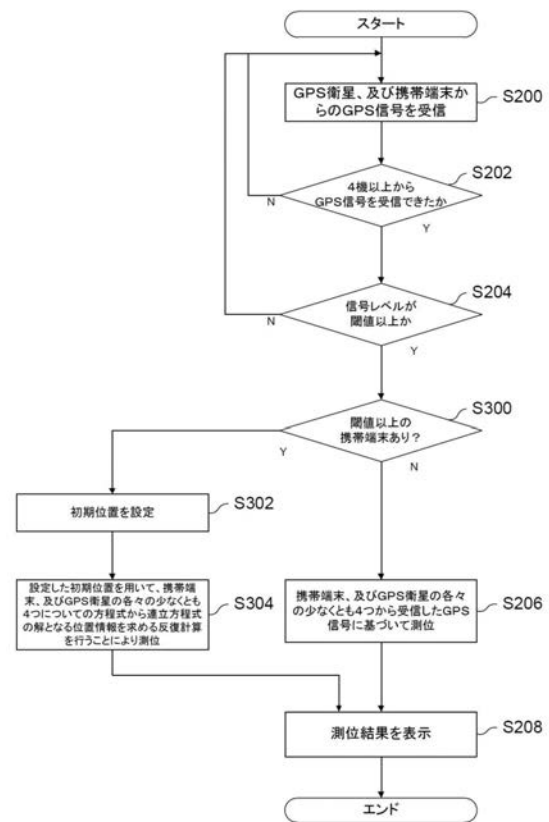 スタート
GPS衛星、及び携帯端末か
らのGPS信号を受信
S200
4機以上から
GPS信号を受信できたか
S202
N
Y
信号レベルが
閾値以上か
S204
N
Y
閾値以上の
携帯端末あり?
S300
Y
N
初期位置を設定
S302
設定した初期位置を用いて、携帯端
末、及びGPS衛星の各々の少なくとも
4つについての方程式から連立方程式
の解となる位置情報を求める反復計算
を行うことにより測位
S304
携帯端末、及びGPS衛星の各々
の少なくとも4つから受信したGPS
信号に基づいて測位
S206
測位結果を表示
S208
エンド